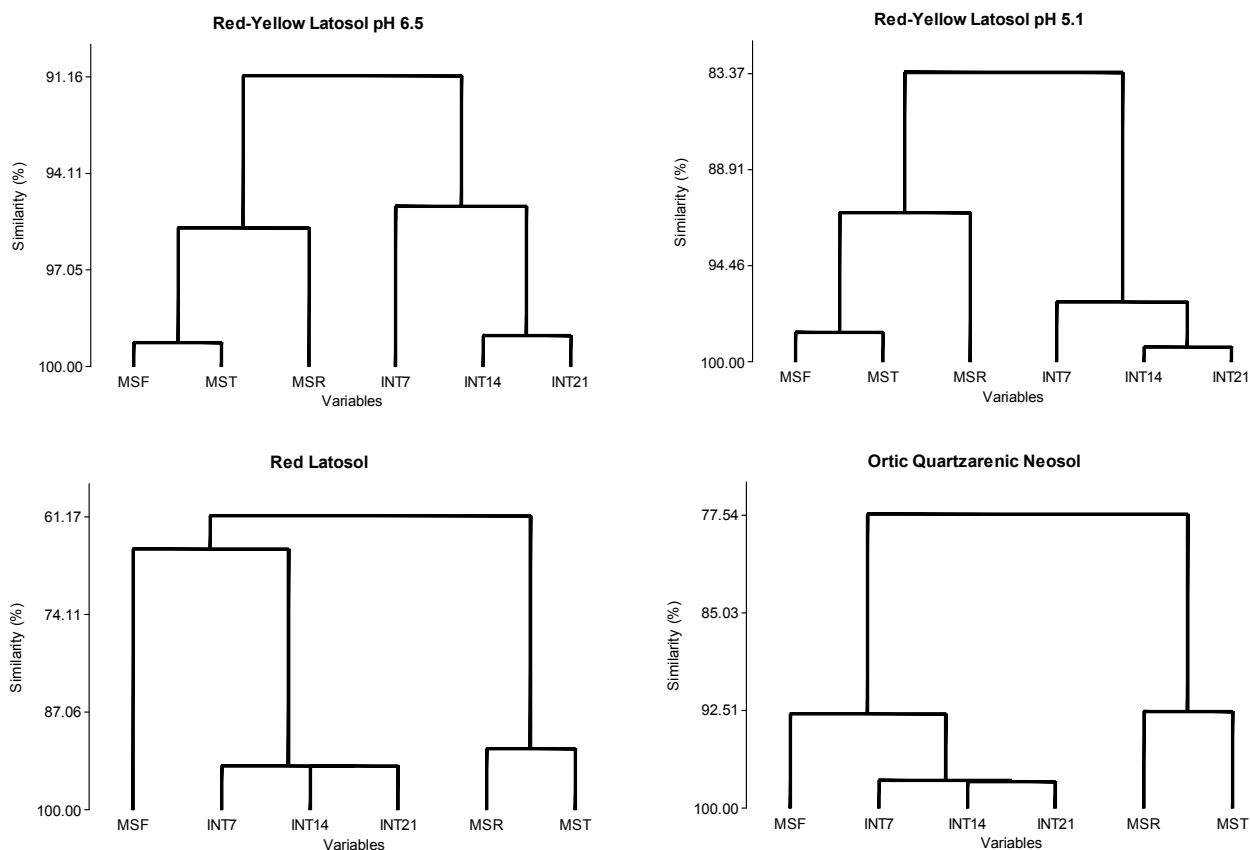 Red-Yellow Latosol pH 6.5
91.16
94.11
97.05
100.00
Similarity (%)
MSF MST MSR INT7 INT14 INT21
Variables
Red-Yellow Latosol pH 5.1
83.37
88.91
94.46
100.00
Similarity (%)
MSF MST MSR INT7 INT14 INT21
Variables
Red Latosol
61.17
74.11
87.06
100.00
Similarity (%)
MSF INT7 INT14 INT21 MSR MST
Variables
Ortic Quartzarenic Neosol
77.54
85.03
92.51
100.00
Similarity (%)
MSF INT7 INT14 INT21 MSR MST
Variables